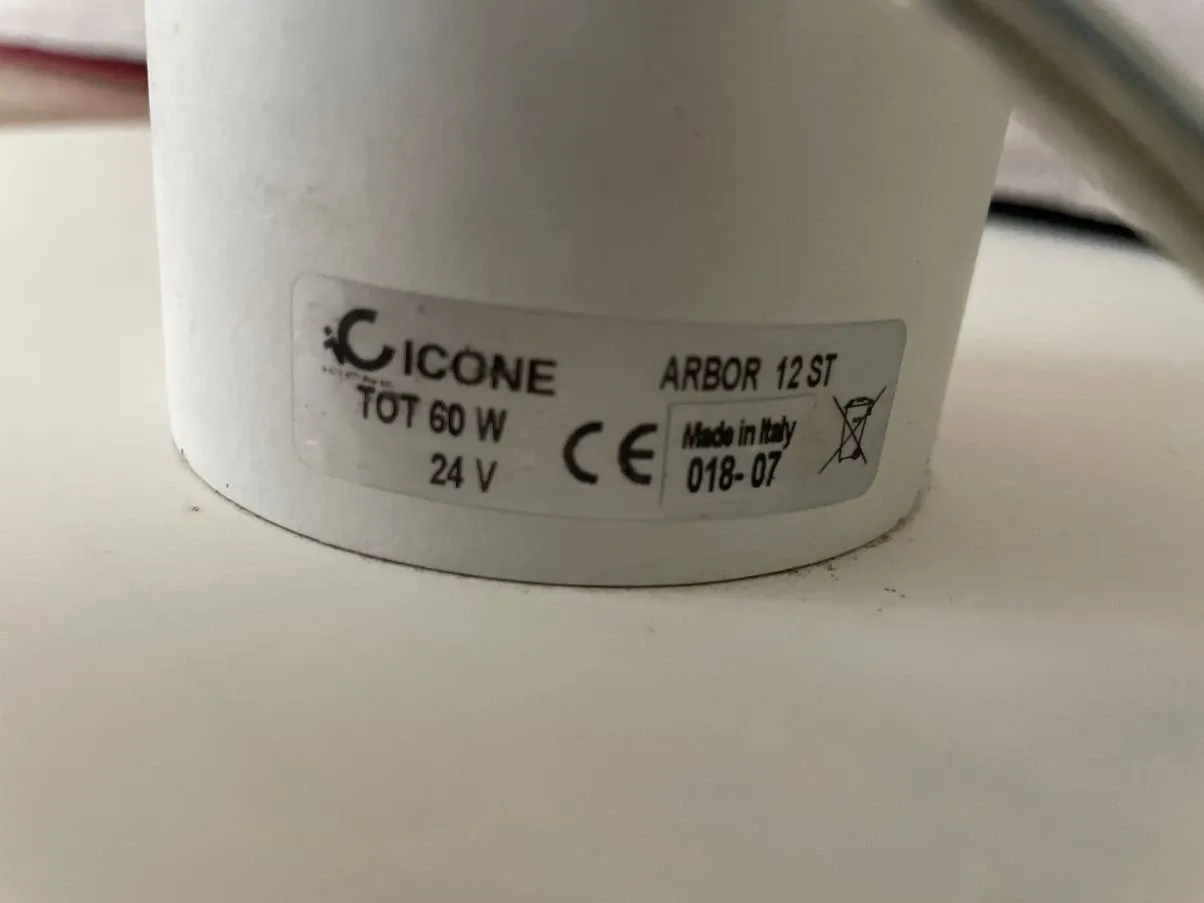 ICONE
ARBOR 12 ST
TOT 60 W
24 V
CE
Made in Italy
018-07